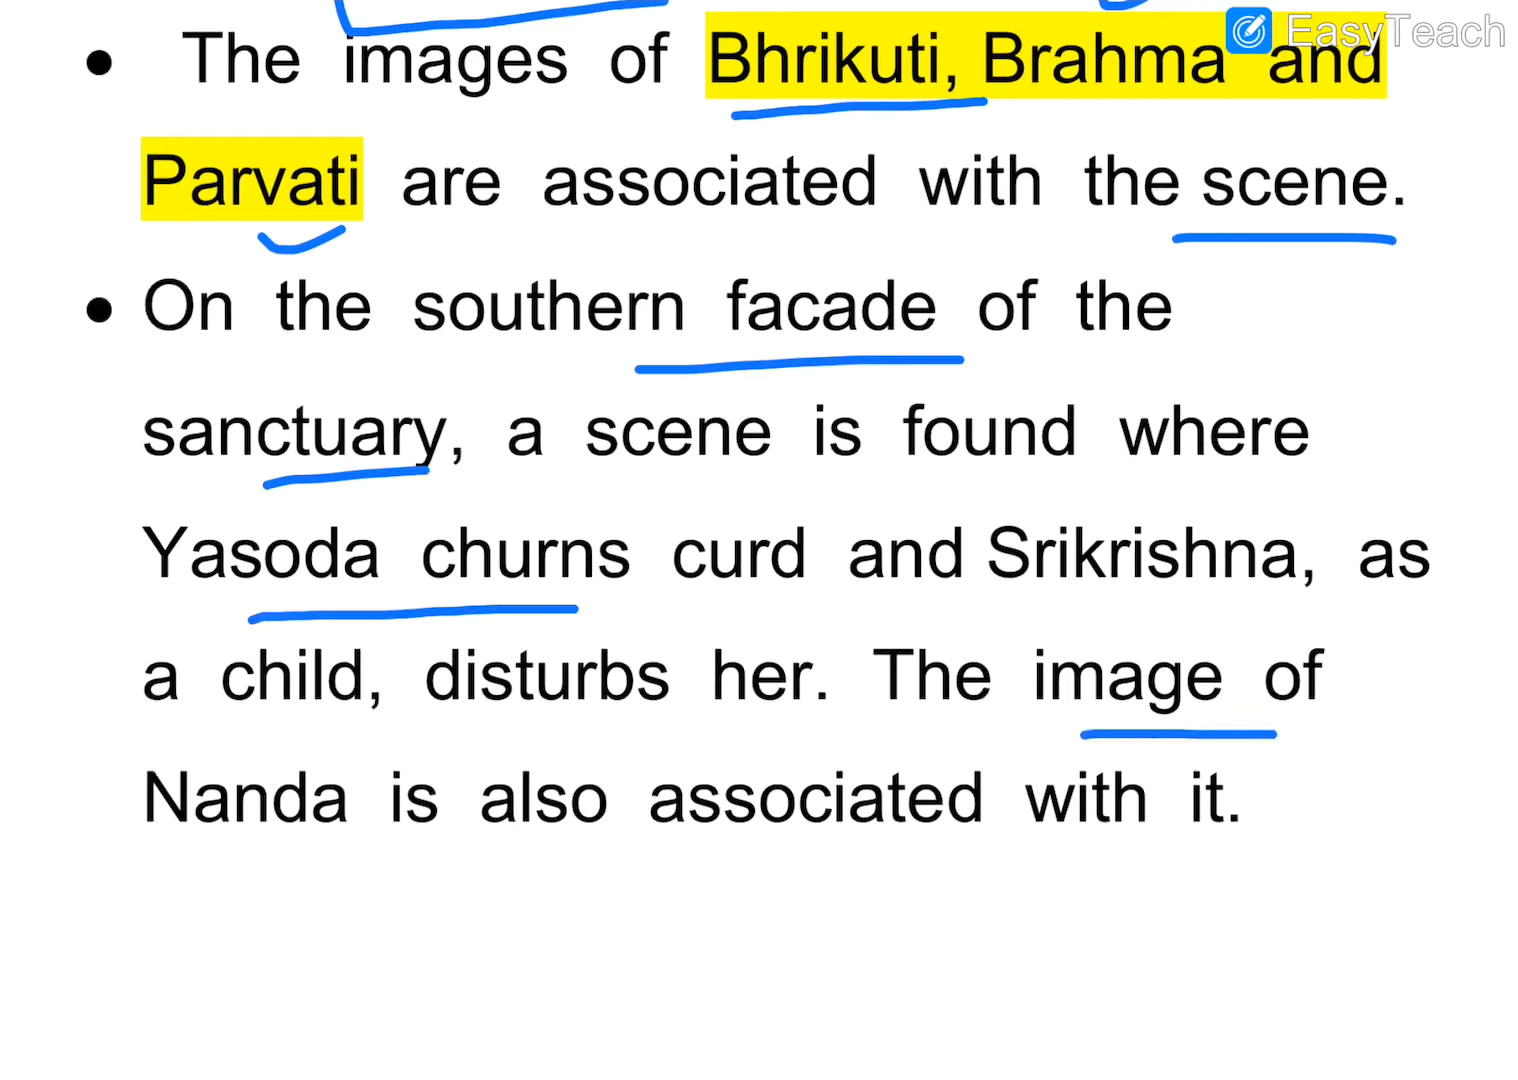 EasyTeach
• The images of Bhrikuti, Brahma and
Parvati are associated with the scene.
• On the southern facade of the
sanctuary, a scene is found where
Yasoda churns curd and Srikrishna, as
a child, disturbs her. The image of
Nanda is also associated with it.